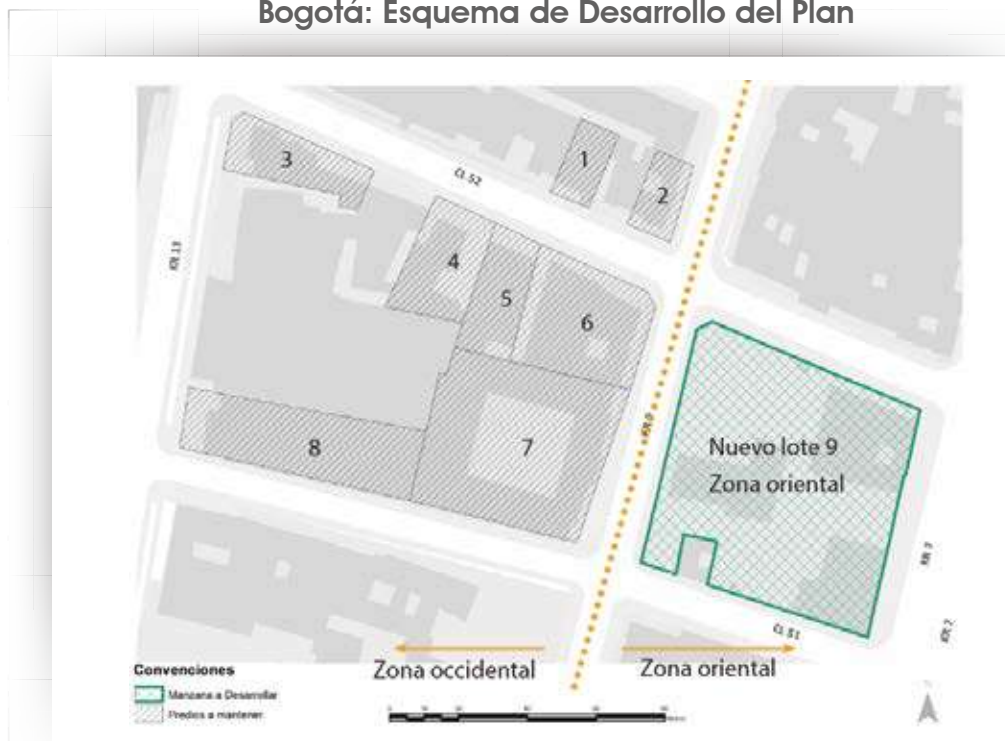 Bogotá: Esquema de Desarrollo del Plan
1
2
3
CL 52
KR 13
4
5
6
KR 9
7
8
Nuevo lote 9
Zona oriental
KR 7
CL 51
KR 7
Zona occidental
Zona oriental
Convenciones
Manzana a Desarrollar
Predios a mantener